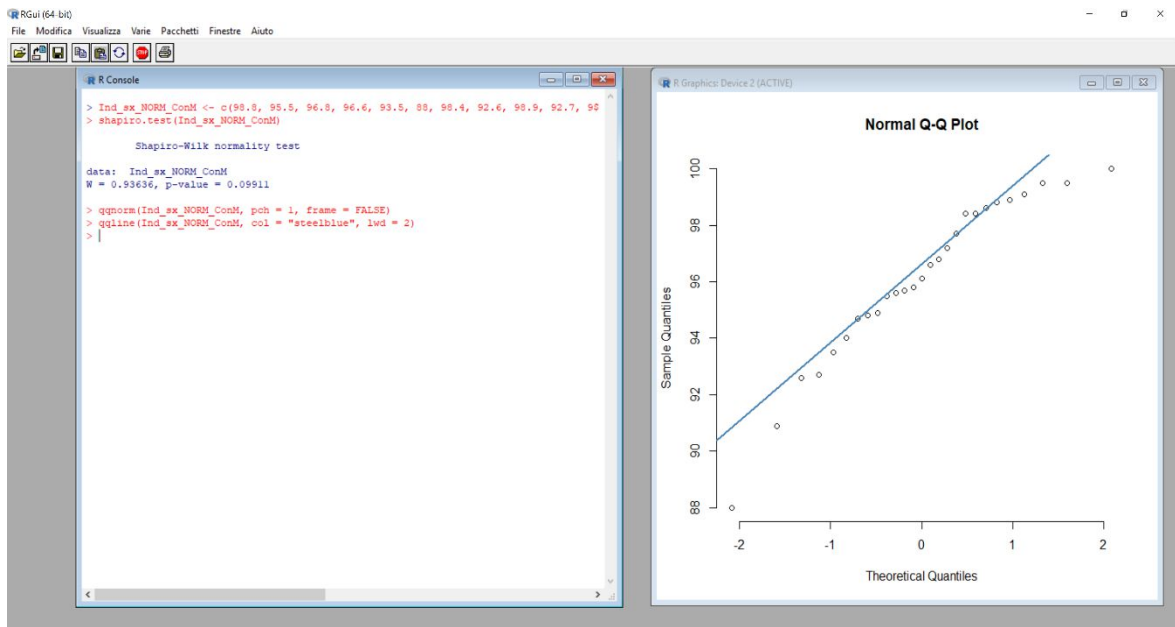 RGui (64-bit)
File Modifica Visualizza Varie Pacchetti Finestre Aiuto
STOP
R Console
> Ind_sx_NORM_ConM <- c(98.8, 95.5, 96.8, 96.6, 93.5, 88, 98.4, 92.6, 98.9, 92.7, 9$
> shapiro.test(Ind_sx_NORM_ConM)
Shapiro-Wilk normality test
data: Ind_sx_NORM_ConM
W = 0.93636, p-value = 0.09911
> qqnorm(Ind_sx_NORM_ConM, pch = 1, frame = FALSE)
> qqline(Ind_sx_NORM_ConM, col = "steelblue", lwd = 2)
>
R Graphics: Device 2 (ACTIVE)
Normal Q-Q Plot
Sample Quantiles
100
98
96
94
92
90
88
-2 -1 0 1 2
Theoretical Quantiles